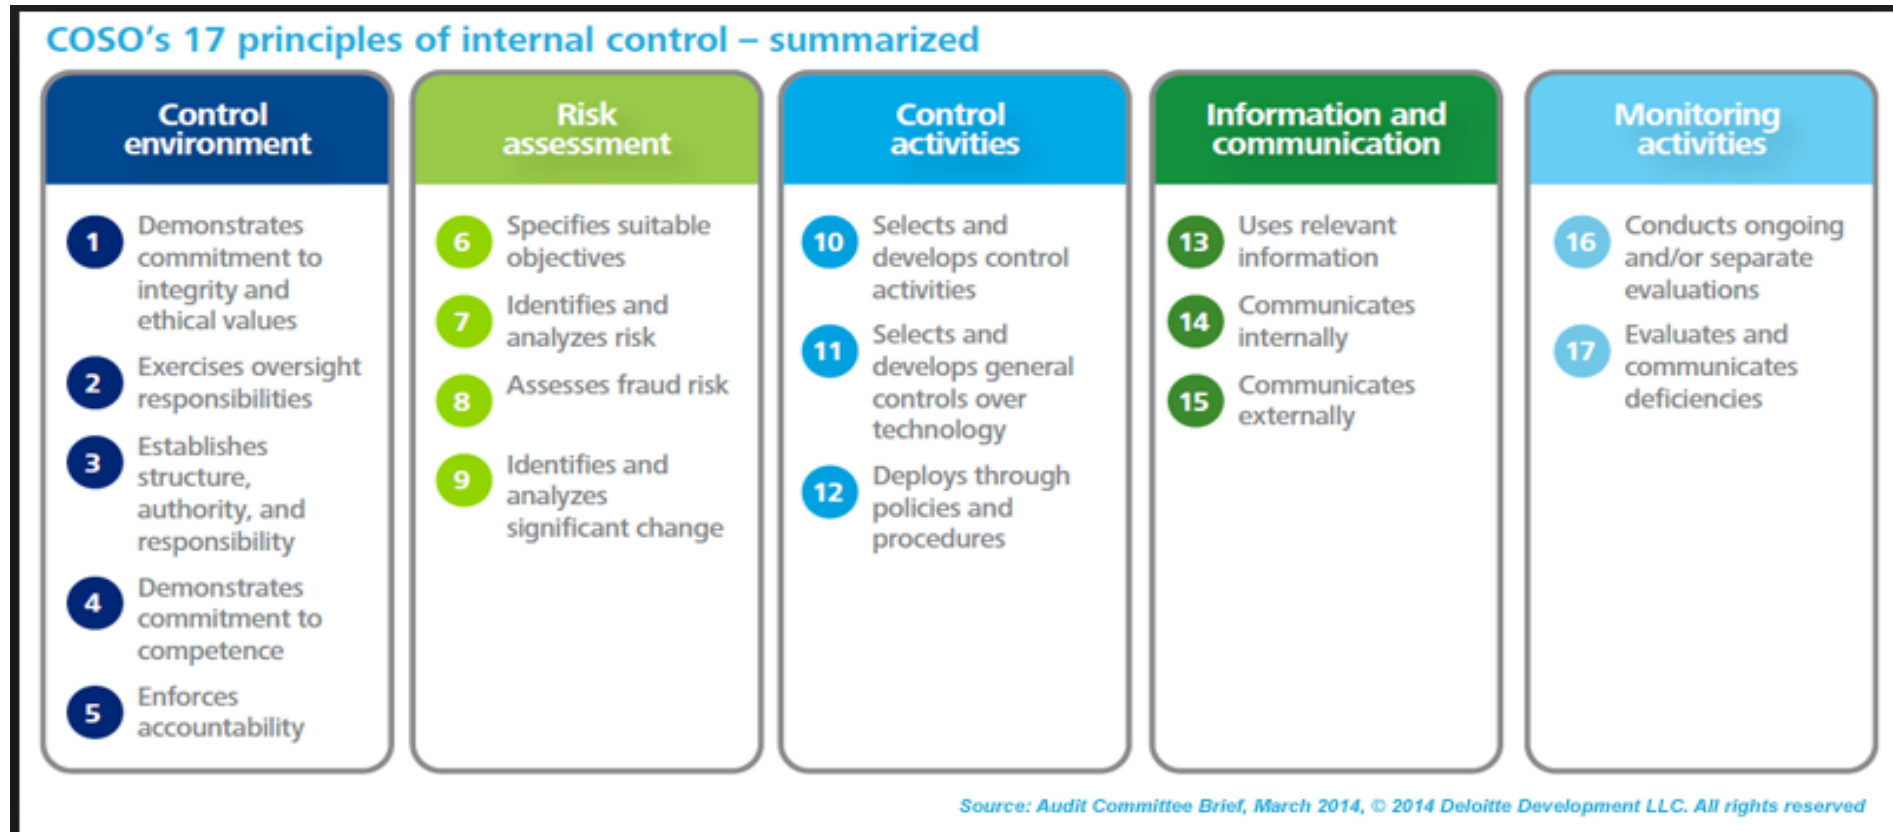 COSO’s 17 principles of internal control – summarized
Control
environment
1
Demonstrates
commitment to
integrity and
ethical values
2
Exercises oversight
responsibilities
3
Establishes
structure,
authority, and
responsibility
4
Demonstrates
commitment to
competence
5
Enforces
accountability
Risk
assessment
6
Specifies suitable
objectives
7
Identifies and
analyzes risk
8
Assesses fraud risk
9
Identifies and
analyzes
significant change
Control
activities
10
Selects and
develops control
activities
11
Selects and
develops general
controls over
technology
12
Deploys through
policies and
procedures
Information and
communication
13
Uses relevant
information
14
Communicates
internally
15
Communicates
externally
Monitoring
activities
16
Conducts ongoing
and/or separate
evaluations
17
Evaluates and
communicates
deficiencies
Source: Audit Committee Brief, March 2014, © 2014 Deloitte Development LLC. All rights reserved